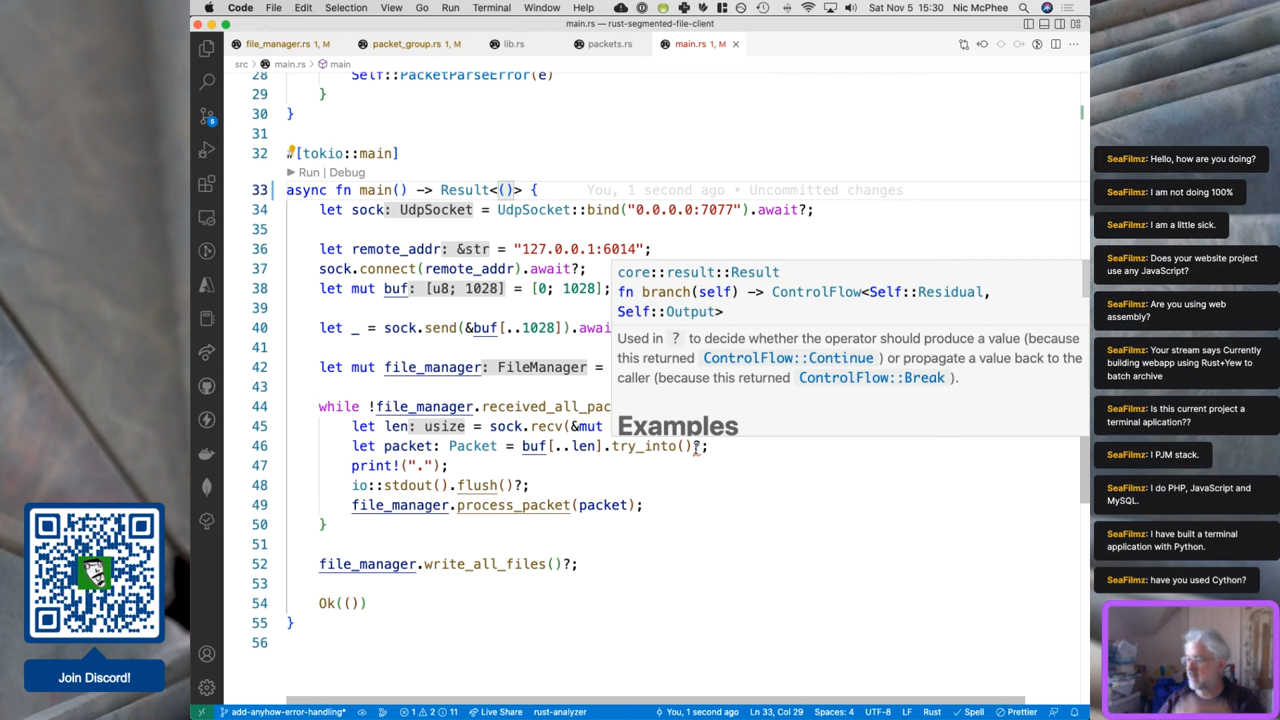 Code File Edit Selection View Go Run Terminal Window Help Sat Nov 5 15:30 Nic McPhee
main.rs — rust-segmented-file-client
file_manager.rs 1, M packet_group.rs 1, M lib.rs packets.rs main.rs 1, M
src > main.rs > main
28 Self::PacketParseError(e)
29 }
30 }
31
32 #[tokio::main]
Run | Debug
33 async fn main() -> Result<()> { You, 1 second ago • Uncommitted changes
34 let sock: UdpSocket = UdpSocket::bind("0.0.0.0:7077").await?;
35
36 let remote_addr: &str = "127.0.0.1:6014";
37 sock.connect(remote_addr).await?;
38 let mut buf: [u8; 1028] = [0; 1028];
39
40 let _ = sock.send(&buf[..1028]).awai
41
42 let mut file_manager: FileManager =
43
44 while !file_manager.received_all_pac
45 let len: usize = sock.recv(&mut
46 let packet: Packet = buf[..len].try_into()?;
47 print!(".");
48 io::stdout().flush()?;
49 file_manager.process_packet(packet);
50 }
51
52 file_manager.write_all_files()?;
53
54 Ok(())
55 }
56
core::result::Result
fn branch(self) -> ControlFlow<Self::Residual,
Self::Output>
Used in ? to decide whether the operator should produce a value (because
this returned ControlFlow::Continue ) or propagate a value back to the
caller (because this returned ControlFlow::Break ).
Examples
add-anyhow-error-handling* 1 2 11 Live Share rust-analyzer You, 1 second ago Ln 33, Col 29 Spaces: 4 UTF-8 LF Rust Spell Prettier
5
Join Discord!
SeaFilmz: Hello, how are you doing?
SeaFilmz: I am not doing 100%
SeaFilmz: I am a little sick.
SeaFilmz: Does your website project
use any JavaScript?
SeaFilmz: Are you using web
assembly?
SeaFilmz: Your stream says Currently
building webapp using Rust+Yew to
batch archive
SeaFilmz: Is this current project a
terminal aplication??
SeaFilmz: I PJM stack.
SeaFilmz: I do PHP, JavaScript and
MySQL.
SeaFilmz: I have built a terminal
application with Python.
SeaFilmz: have you used Cython?